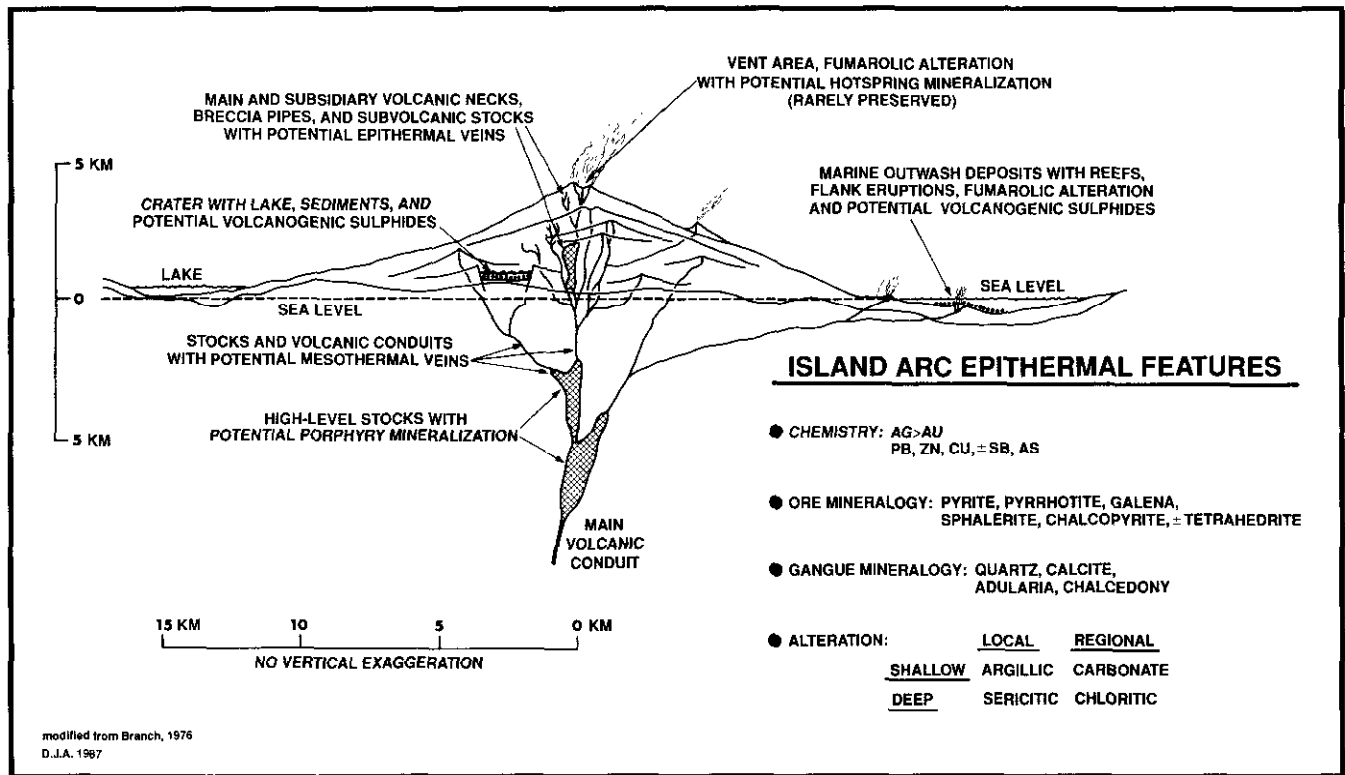 VENT AREA, FUMAROLIC ALTERATION
WITH POTENTIAL HOTSPRING MINERALIZATION
(RARELY PRESERVED)
MAIN AND SUBSIDIARY VOLCANIC NECKS,
BRECCIA PIPES, AND SUBVOLCANIC STOCKS
WITH POTENTIAL EPITHERMAL VEINS
5 KM
MARINE OUTWASH DEPOSITS WITH REEFS,
FLANK ERUPTIONS, FUMAROLIC ALTERATION
AND POTENTIAL VOLCANOGENIC SULPHIDES
CRATER WITH LAKE, SEDIMENTS, AND
POTENTIAL VOLCANOGENIC SULPHIDES
LAKE
SEA LEVEL
0
SEA LEVEL
STOCKS AND VOLCANIC CONDUITS
WITH POTENTIAL MESOTHERMAL VEINS
HIGH-LEVEL STOCKS WITH
POTENTIAL PORPHYRY MINERALIZATION
5 KM
MAIN
VOLCANIC
CONDUIT
15 KM 10 5 0 KM
NO VERTICAL EXAGGERATION
ISLAND ARC EPITHERMAL FEATURES
● CHEMISTRY: AG>AU
PB, ZN, CU, ± SB, AS
● ORE MINERALOGY: PYRITE, PYRRHOTITE, GALENA,
SPHALERITE, CHALCOPYRITE, ± TETRAHEDRITE
● GANGUE MINERALOGY: QUARTZ, CALCITE,
ADULARIA, CHALCEDONY
● ALTERATION: LOCAL REGIONAL
SHALLOW ARGILLIC CARBONATE
DEEP SERICITIC CHLORITIC
modified from Branch, 1976
D.J.A. 1987